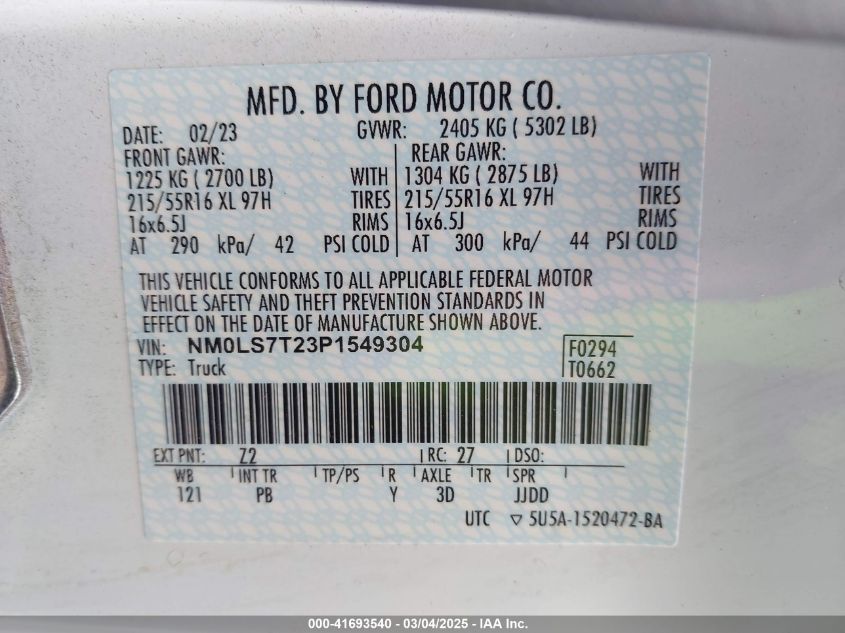 MFD. BY FORD MOTOR CO.
DATE: 02/23 GVWR: 2405 KG ( 5302 LB)
FRONT GAWR: REAR GAWR:
1225 KG ( 2700 LB) WITH 1304 KG ( 2875 LB) WITH
215/55R16 XL 97H TIRES 215/55R16 XL 97H TIRES
16x6.5J RIMS 16x6.5J RIMS
AT 290 kPa/ 42 PSI COLD AT 300 kPa/ 44 PSI COLD
THIS VEHICLE CONFORMS TO ALL APPLICABLE FEDERAL MOTOR
VEHICLE SAFETY AND THEFT PREVENTION STANDARDS IN
EFFECT ON THE DATE OF MANUFACTURE SHOWN ABOVE.
VIN: NM0LS7T23P1549304 F0294
TYPE: Truck T0662
EXT PNT: Z2 RC: 27 DSO:
WB INT TR TP/PS R AXLE TR SPR
121 PB Y 3D JJDD
UTC ▽ 5U5A-1520472-BA
000-41693540 - 03/04/2025 - IAA Inc.